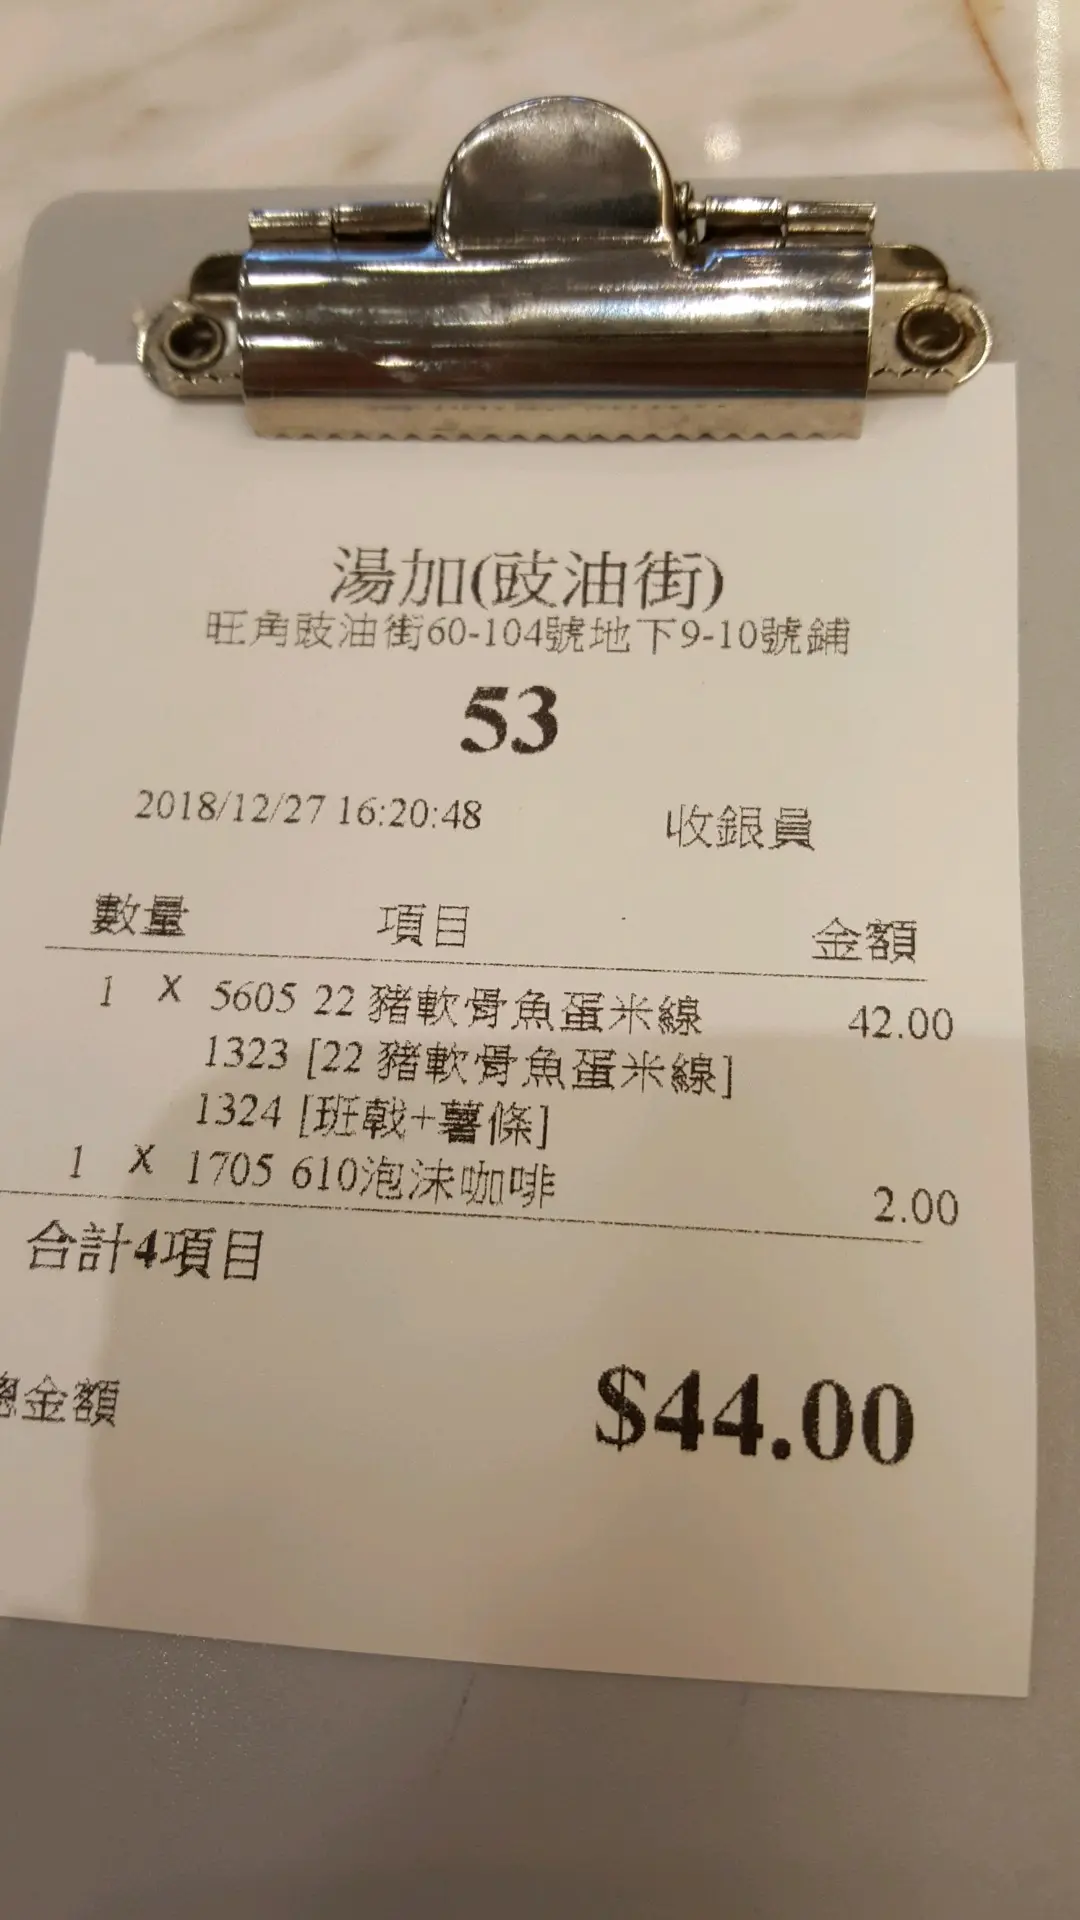 湯加(豉油街)
旺角豉油街60-104號地下9-10號鋪
53
2018/12/27 16:20:48 收銀員
數量 項目 金額
1 X 5605 22 豬軟骨魚蛋米線 42.00
1323 [22 豬軟骨魚蛋米線]
1324 [班戟+薯條]
1 X 1705 610泡沫咖啡 2.00
合計4項目
總金額 $44.00